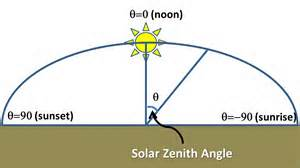 θ=0 (noon)
θ
θ=90 (sunset)
θ=-90 (sunrise)
Solar Zenith Angle